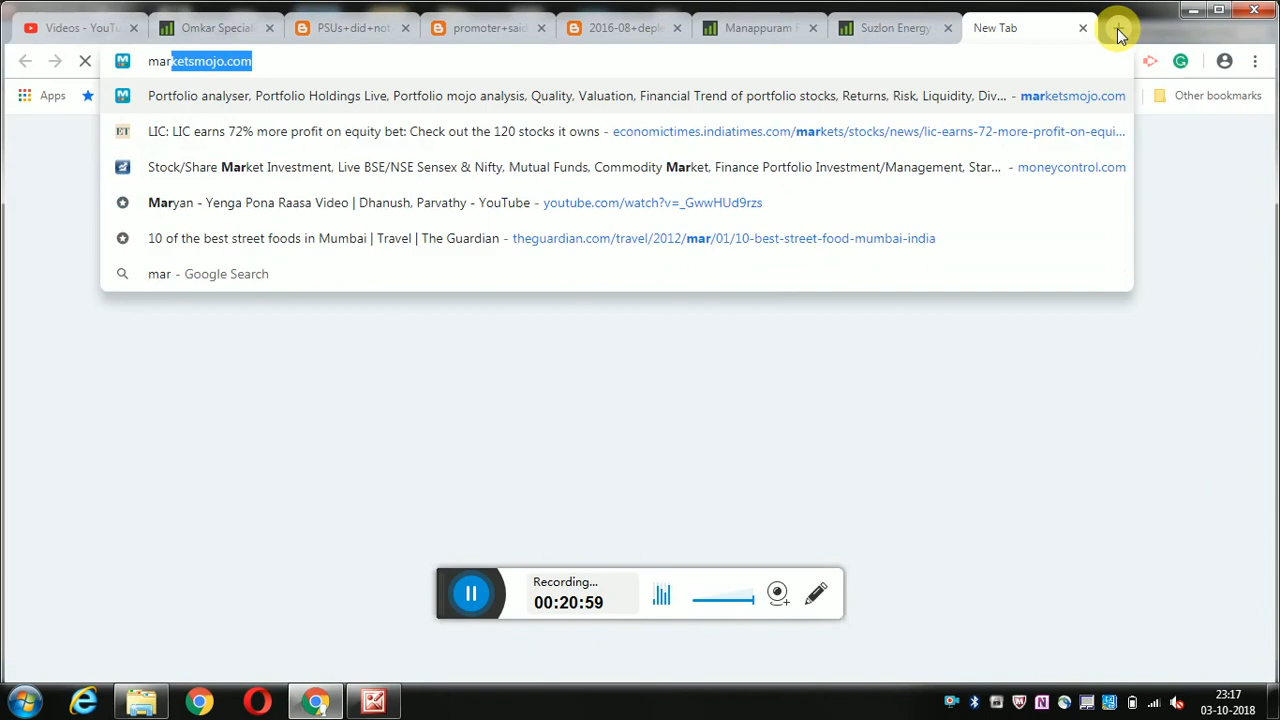 Videos - YouTu
Omkar Speciali
PSUs+did+not
promoter+said
2016-08+deple
Manappuram F
Suzlon Energy
New Tab
marketsmojo.com
Apps
Other bookmarks
Portfolio analyser, Portfolio Holdings Live, Portfolio mojo analysis, Quality, Valuation, Financial Trend of portfolio stocks, Returns, Risk, Liquidity, Div... - marketsmojo.com
LIC: LIC earns 72% more profit on equity bet: Check out the 120 stocks it owns - economictimes.indiatimes.com/markets/stocks/news/lic-earns-72-more-profit-on-equi...
Stock/Share Market Investment, Live BSE/NSE Sensex & Nifty, Mutual Funds, Commodity Market, Finance Portfolio Investment/Management, Star... - moneycontrol.com
Maryan - Yenga Pona Raasa Video | Dhanush, Parvathy - YouTube - youtube.com/watch?v=_GwwHUd9rzs
10 of the best street foods in Mumbai | Travel | The Guardian - theguardian.com/travel/2012/mar/01/10-best-street-food-mumbai-india
mar - Google Search
Recording...
00:20:59
23:17
03-10-2018